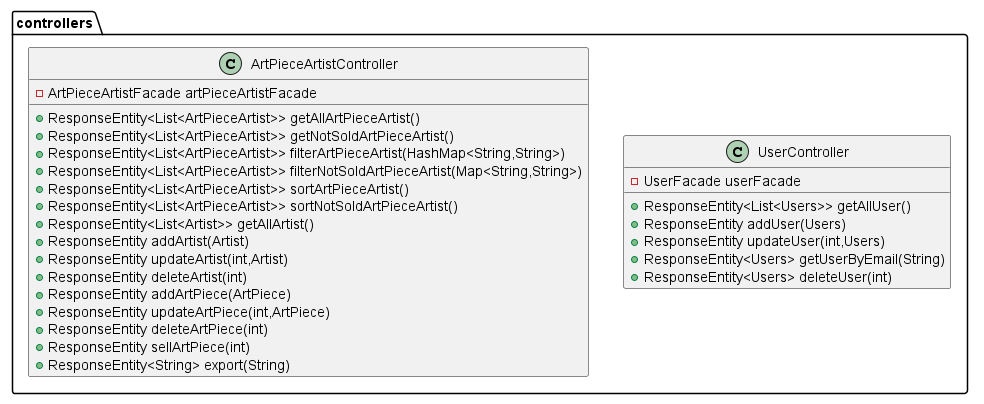 controllers
C ArtPieceArtistController
ArtPieceArtistFacade artPieceArtistFacade
ResponseEntity<List<ArtPieceArtist>> getAllArtPieceArtist()
ResponseEntity<List<ArtPieceArtist>> getNotSoldArtPieceArtist()
ResponseEntity<List<ArtPieceArtist>> filterArtPieceArtist(HashMap<String,String>)
ResponseEntity<List<ArtPieceArtist>> filterNotSoldArtPieceArtist(Map<String,String>)
ResponseEntity<List<ArtPieceArtist>> sortArtPieceArtist()
ResponseEntity<List<ArtPieceArtist>> sortNotSoldArtPieceArtist()
ResponseEntity<List<Artist>> getAllArtist()
ResponseEntity addArtist(Artist)
ResponseEntity updateArtist(int,Artist)
ResponseEntity deleteArtist(int)
ResponseEntity addArtPiece(ArtPiece)
ResponseEntity updateArtPiece(int,ArtPiece)
ResponseEntity deleteArtPiece(int)
ResponseEntity sellArtPiece(int)
ResponseEntity<String> export(String)
C UserController
UserFacade userFacade
ResponseEntity<List<Users>> getAllUser()
ResponseEntity addUser(Users)
ResponseEntity updateUser(int,Users)
ResponseEntity<Users> getUserByEmail(String)
ResponseEntity<Users> deleteUser(int)